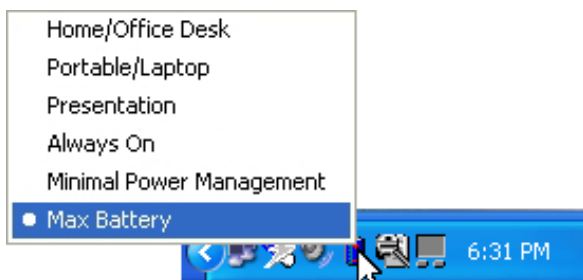 Home/Office Desk
Portable/Laptop
Presentation
Always On
Minimal Power Management
Max Battery
6:31 PM